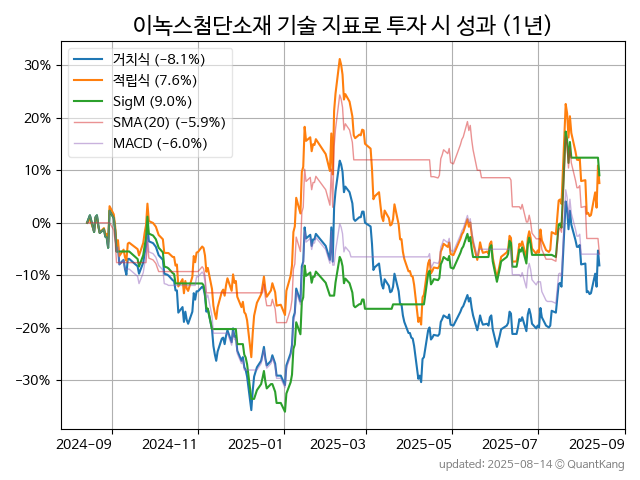 이녹스첨단소재 기술 지표로 투자 시 성과 (1년)
거치식 (−8.1%)
적립식 (7.6%)
SigM (9.0%)
SMA(20) (−5.9%)
MACD (−6.0%)
30%
20%
10%
0%
−10%
−20%
−30%
2024−09
2024−11
2025−01
2025−03
2025−05
2025−07
2025−09
updated: 2025−08−14 ⓒ QuantKang